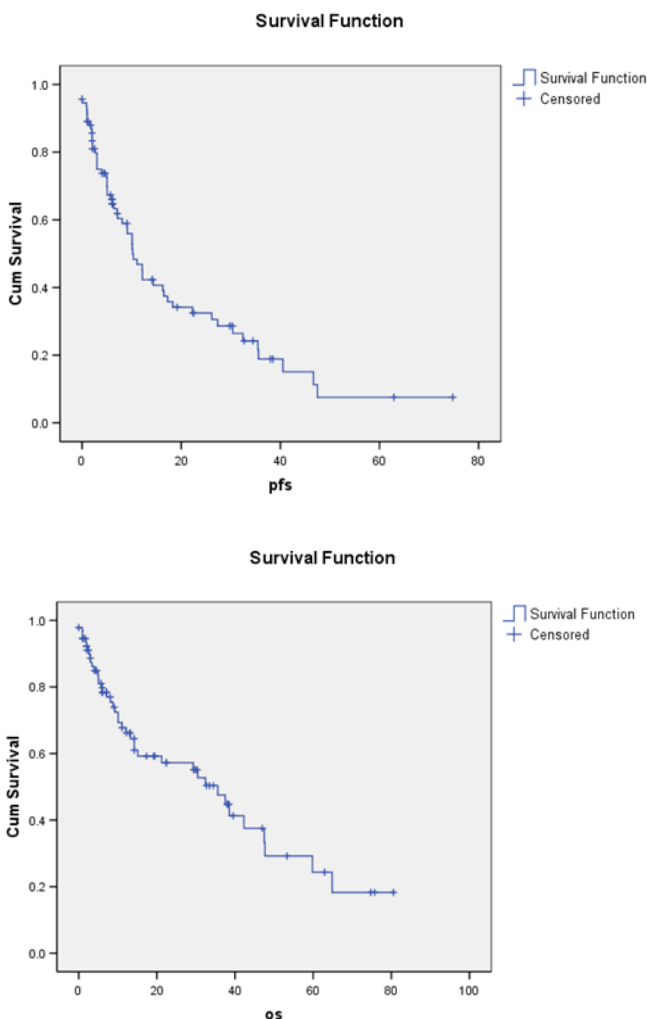 Survival Function
Survival Function
Censored
Cum Survival
1.0
0.8
0.6
0.4
0.2
0.0
0 20 40 60 80
pfs
Survival Function
Survival Function
Censored
Cum Survival
1.0
0.8
0.6
0.4
0.2
0.0
0 20 40 60 80 100
os